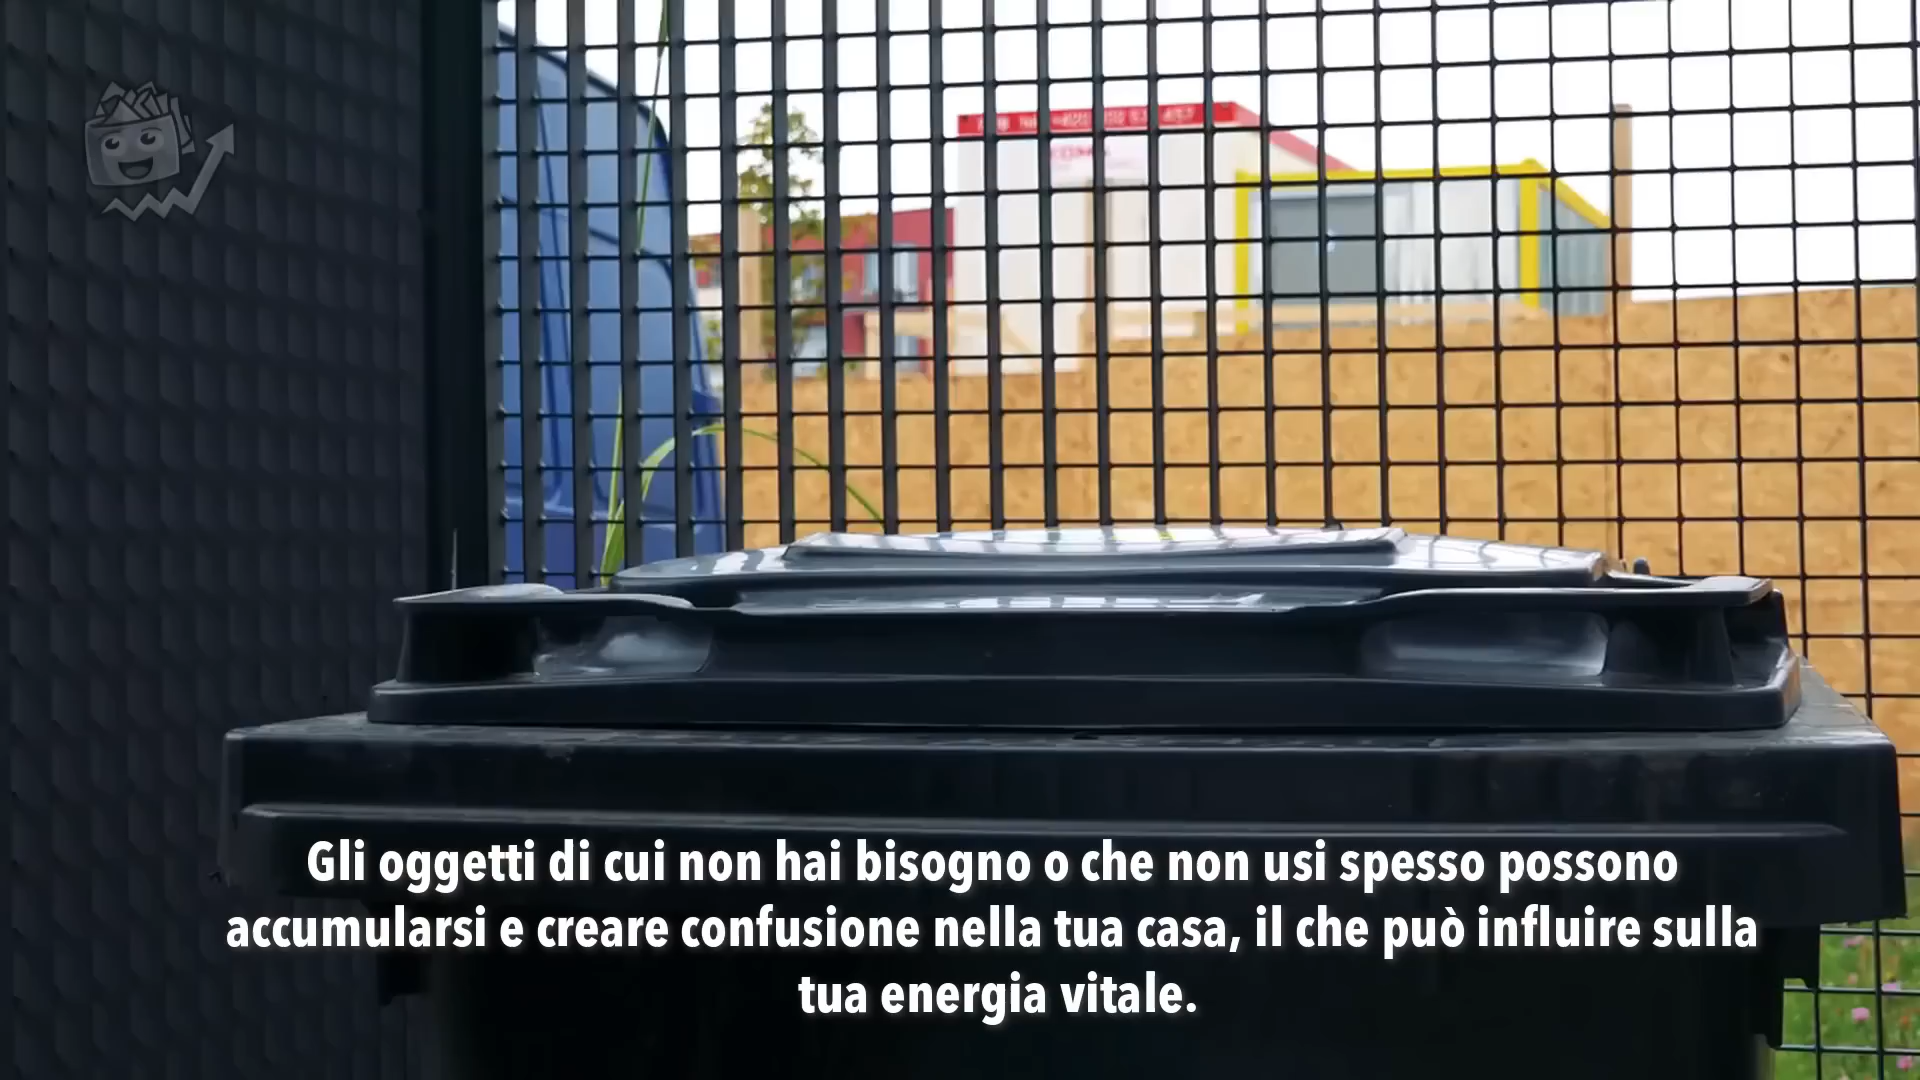 Gli oggetti di cui non hai bisogno o che non usi spesso possono
accumularsi e creare confusione nella tua casa, il che può influire sulla
tua energia vitale.